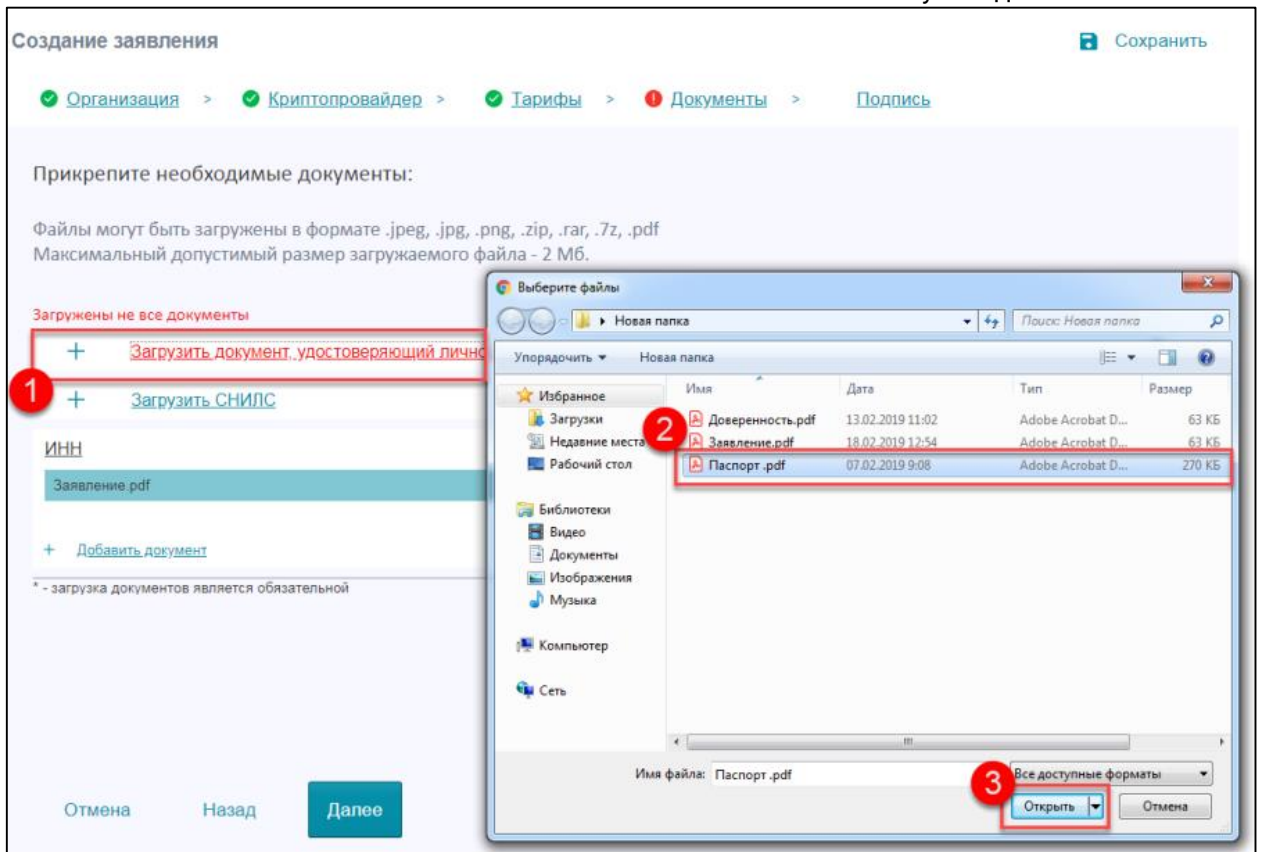 Создание заявления
Сохранить
Организация > Криптопровайдер > Тарифы > Документы > Подпись
Прикрепите необходимые документы:
Файлы могут быть загружены в формате .jpeg, .jpg, .png, .zip, .rar, .7z, .pdf
Максимальный допустимый размер загружаемого файла - 2 Мб.
Загружены не все документы
+ Загрузить документ, удостоверяющий лично
1
+ Загрузить СНИЛС
ИНН
Заявление.pdf
+ Добавить документ
* - загрузка документов является обязательной
Отмена Назад Далее
Выберите файлы
Новая папка
Поиск: Новая папка
Упорядочить Новая папка
Избранное
Загрузки
Недавние места
Рабочий стол
Библиотеки
Видео
Документы
Изображения
Музыка
Компьютер
Сеть
Имя Дата Тип Размер
Доверенность.pdf 13.02.2019 11:02 Adobe Acrobat D... 63 КБ
2
Заявление.pdf 18.02.2019 12:54 Adobe Acrobat D... 63 КБ
Паспорт .pdf 07.02.2019 9:08 Adobe Acrobat D... 270 КБ
Имя файла: Паспорт .pdf
Все доступные форматы
3
Открыть Отмена